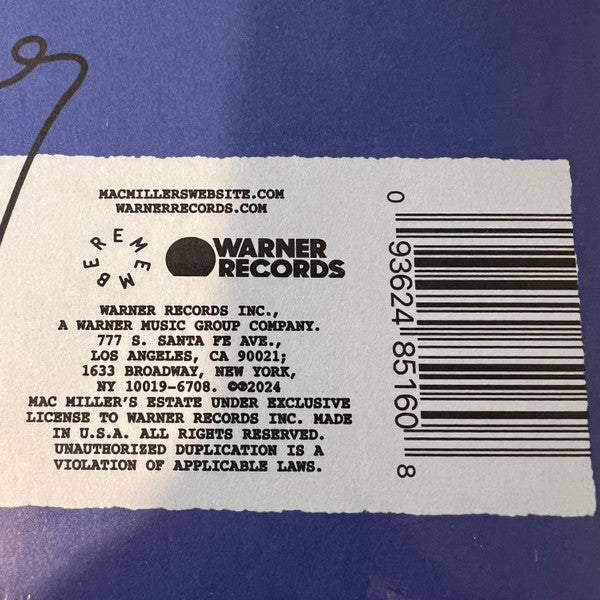 MACMILLERSWEBSITE.COM
WARNERRECORDS.COM
REMEMBER
WARNER
RECORDS
WARNER RECORDS INC.,
A WARNER MUSIC GROUP COMPANY.
777 S. SANTA FE AVE.,
LOS ANGELES, CA 90021;
1633 BROADWAY, NEW YORK,
NY 10019-6708. ©℗2024
MAC MILLER'S ESTATE UNDER EXCLUSIVE
LICENSE TO WARNER RECORDS INC. MADE
IN U.S.A. ALL RIGHTS RESERVED.
UNAUTHORIZED DUPLICATION IS A
VIOLATION OF APPLICABLE LAWS.
0 93624 85160 8